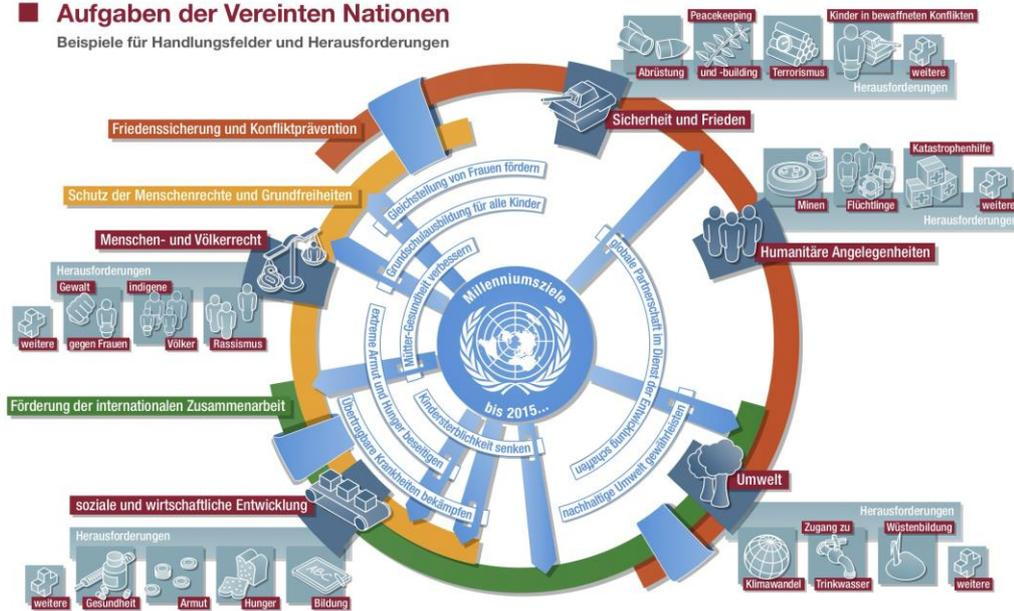 Aufgaben der Vereinten Nationen
Beispiele für Handlungsfelder und Herausforderungen
Friedenssicherung und Konfliktprävention
Schutz der Menschenrechte und Grundfreiheiten
Menschen- und Völkerrecht
Herausforderungen
Gewalt
indigene
weitere
gegen Frauen
Völker
Rassismus
Förderung der internationalen Zusammenarbeit
soziale und wirtschaftliche Entwicklung
Herausforderungen
weitere
Gesundheit
Armut
Hunger
ABC
Bildung
Peacekeeping
Kinder in bewaffneten Konflikten
Abrüstung
und -building
Terrorismus
weitere
Herausforderungen
Sicherheit und Frieden
Katastrophenhilfe
Minen
Flüchtlinge
weitere
Herausforderungen
Humanitäre Angelegenheiten
Umwelt
Herausforderungen
Zugang zu
Wüstenbildung
Klimawandel
Trinkwasser
weitere
Millenniumsziele
bis 2015...
Gleichstellung von Frauen fördern
Grundschulausbildung für alle Kinder
Mütter-Gesundheit verbessern
extreme Armut und Hunger beseitigen
Übertragbare Krankheiten bekämpfen
Kindersterblichkeit senken
globale Partnerschaft im Dienst der Entwicklung schaffen
nachhaltige Umwelt gewährleisten
§